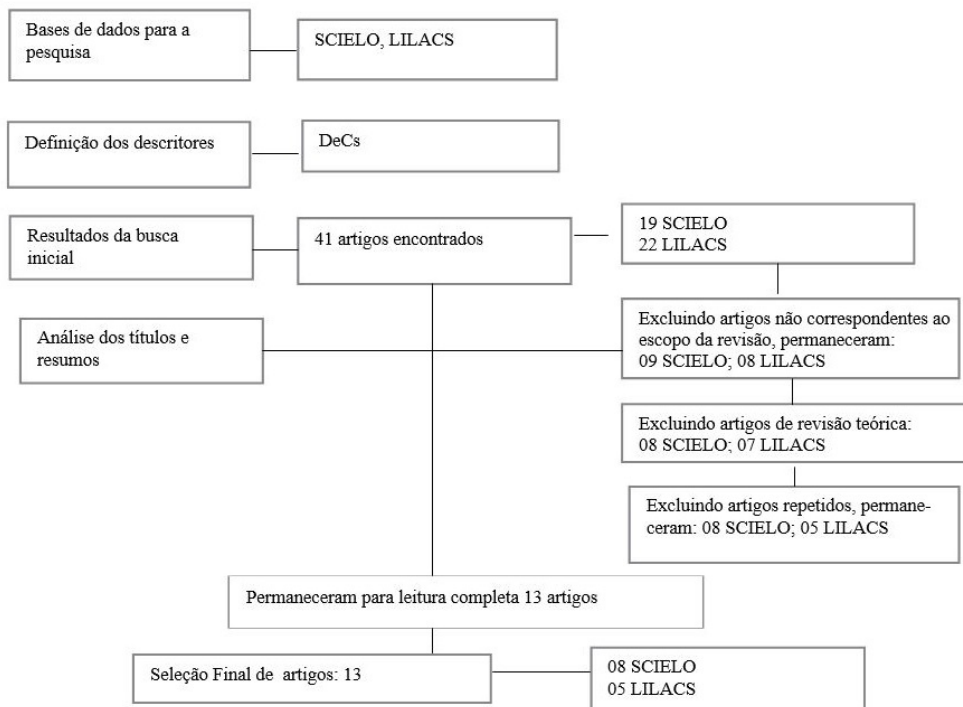 Bases de dados para a
pesquisa
SCIELO, LILACS
Definição dos descritores
DeCs
Resultados da busca
inicial
41 artigos encontrados
19 SCIELO
22 LILACS
Análise dos títulos e
resumos
Excluindo artigos não correspondentes ao
escopo da revisão, permaneceram:
09 SCIELO; 08 LILACS
Excluindo artigos de revisão teórica:
08 SCIELO; 07 LILACS
Excluindo artigos repetidos, permane-
ceram: 08 SCIELO; 05 LILACS
Permaneceram para leitura completa 13 artigos
Seleção Final de artigos: 13
08 SCIELO
05 LILACS